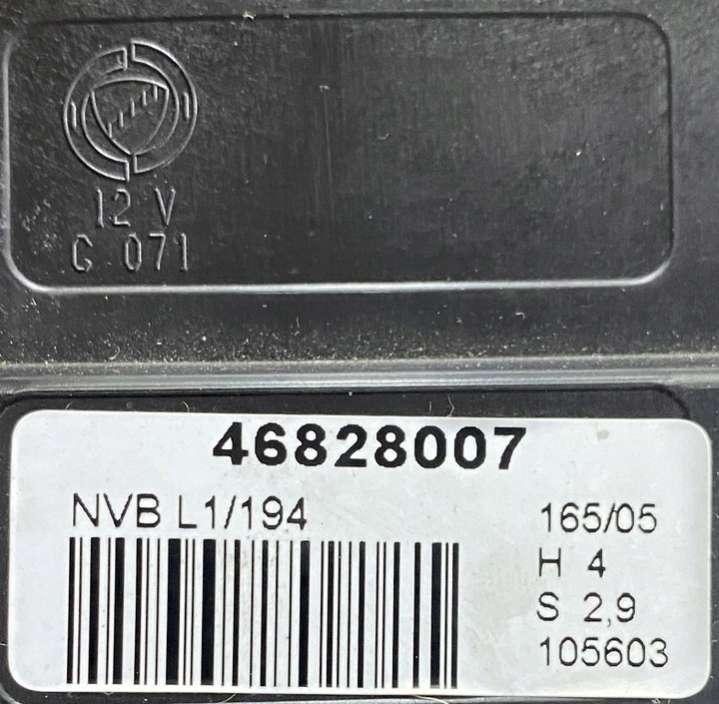 12 V
C 071
46828007
NVB L1/194
165/05
H 4
S 2,9
105603